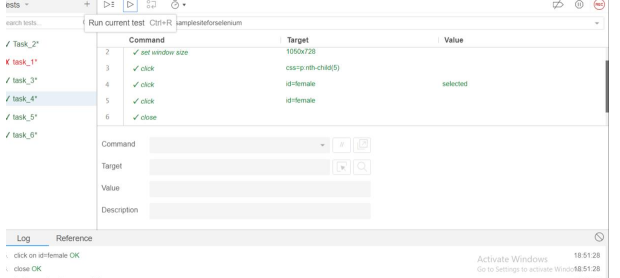 ests +
earch tests... Run current test Ctrl+R samplesiteforselenium REC
Command Target Value
✓ Task_2*
2 ✓ set window size 1050x728
✗ task_1*
3 ✓ click css=p:nth-child(5)
✓ task_3*
4 ✓ click id=female selected
✓ task_4*
5 ✓ click id=female
✓ task_5*
6 ✓ close
✓ task_6*
Command //
Target
Value
Description
Log Reference
click on id=female OK 18:51:28
close OK 18:51:28
Activate Windows
Go to Settings to activate Windo